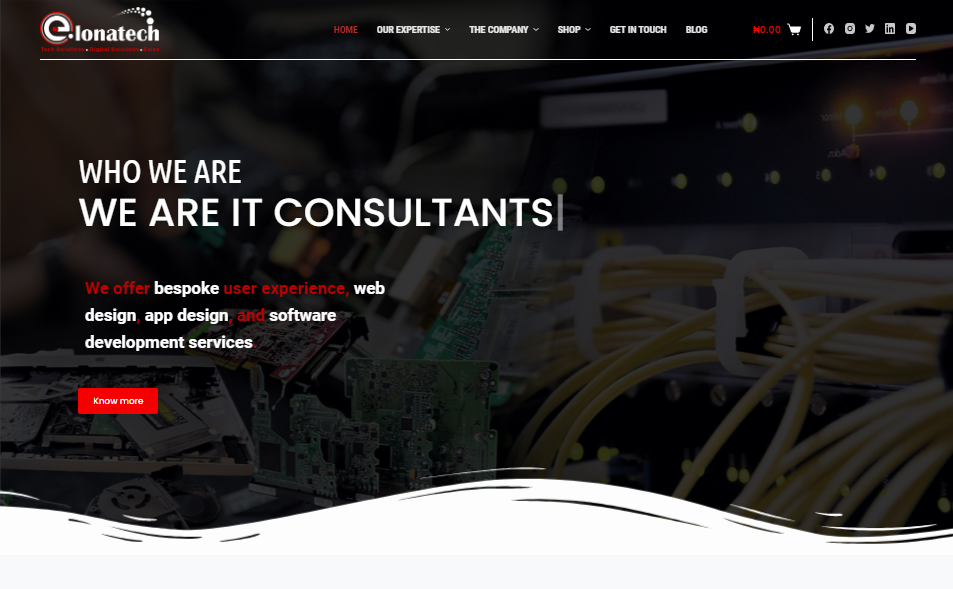 e.lonatech
Tech Solutions.Digital Solutions.Sales
HOME
OUR EXPERTISE
THE COMPANY
SHOP
GET IN TOUCH
BLOG
₦0.00
WHO WE ARE
WE ARE IT CONSULTANTS
We offer bespoke user experience, web
design, app design, and software
development services.
Know more